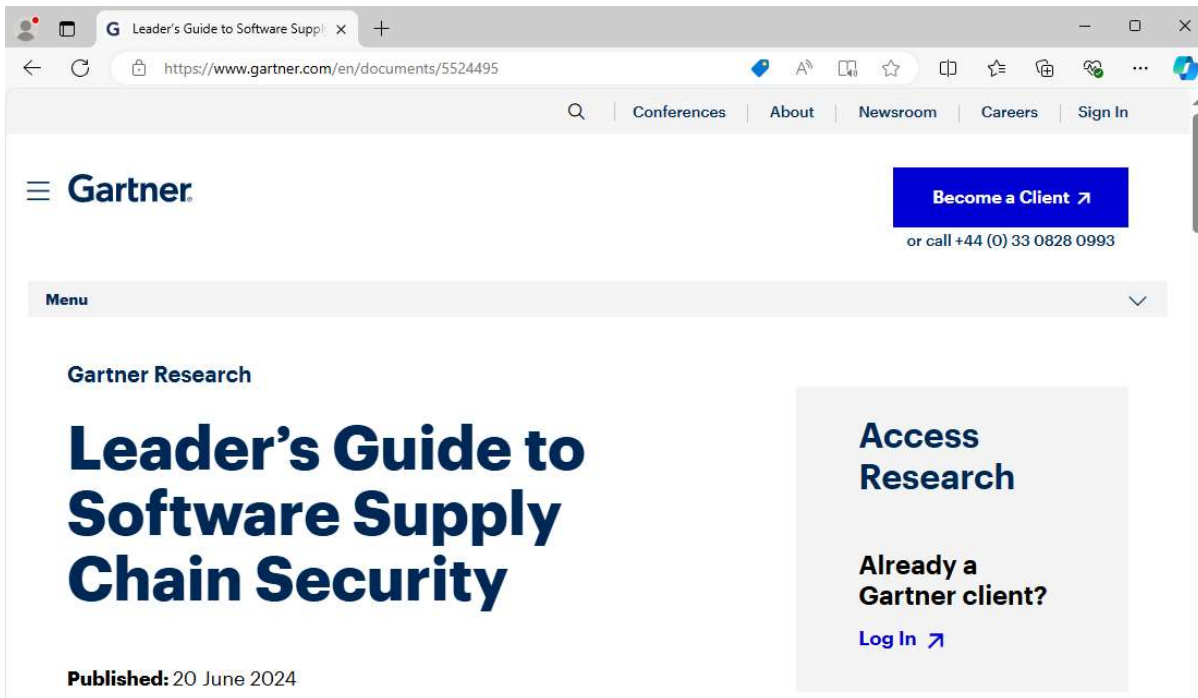 G Leader's Guide to Software Suppl
https://www.gartner.com/en/documents/5524495
Conferences About Newsroom Careers Sign In
Gartner
Become a Client
or call +44 (0) 33 0828 0993
Menu
Gartner Research
Leader's Guide to
Software Supply
Chain Security
Published: 20 June 2024
Access
Research
Already a
Gartner client?
Log In